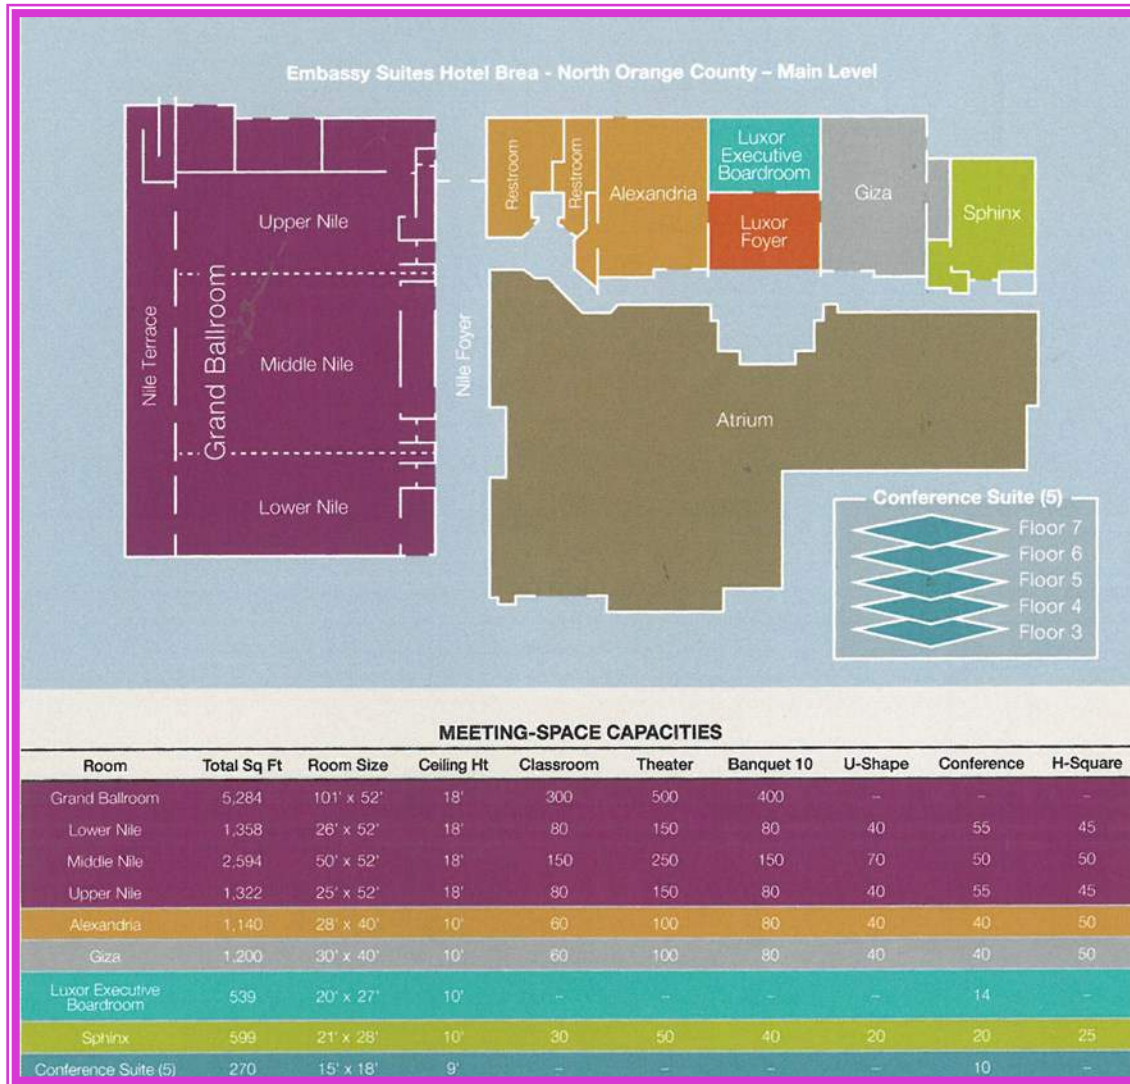 Embassy Suites Hotel Brea - North Orange County – Main Level
Restroom
Restroom
Alexandria
Luxor
Executive
Boardroom
Luxor
Foyer
Giza
Sphinx
Upper Nile
Nile Terrace
Grand Ballroom
Middle Nile
Nile Foyer
Lower Nile
Atrium
Conference Suite (5)
Floor 7
Floor 6
Floor 5
Floor 4
Floor 3
MEETING-SPACE CAPACITIES
Room Total Sq Ft Room Size Ceiling Ht Classroom Theater Banquet 10 U-Shape Conference H-Square
Grand Ballroom 5,284 101' x 52' 18' 300 500 400 – – –
Lower Nile 1,358 26' x 52' 18' 80 150 80 40 55 45
Middle Nile 2,594 50' x 52' 18' 150 250 150 70 50 50
Upper Nile 1,322 25' x 52' 18' 80 150 80 40 55 45
Alexandria 1,140 28' x 40' 10' 60 100 80 40 40 50
Giza 1,200 30' x 40' 10' 60 100 80 40 40 50
Luxor Executive
Boardroom 539 20' x 27' 10' – – – – 14 –
Sphinx 599 21' x 28' 10' 30 50 40 20 20 25
Conference Suite (5) 270 15' x 18' 9' – – – – 10 –